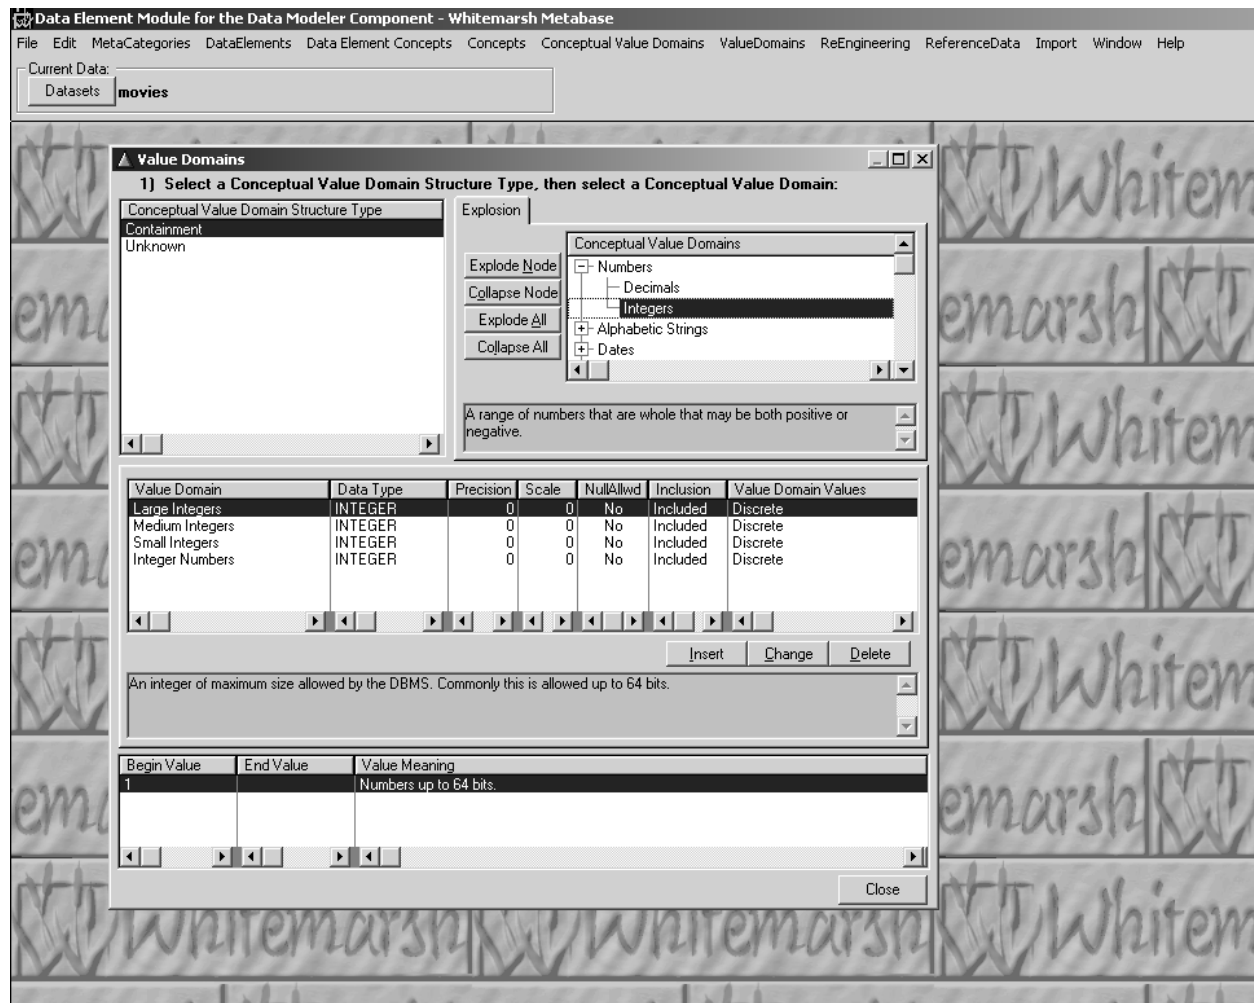 Data Element Module for the Data Modeler Component - Whitemarsh Metabase
File Edit MetaCategories DataElements Data Element Concepts Concepts Conceptual Value Domains ValueDomains ReEngineering ReferenceData Import Window Help
Current Data:
Datasets movies
Value Domains
1) Select a Conceptual Value Domain Structure Type, then select a Conceptual Value Domain:
Conceptual Value Domain Structure Type
Containment
Unknown
Explosion
Explode Node
Collapse Node
Explode All
Collapse All
Conceptual Value Domains
Numbers
Decimals
Integers
Alphabetic Strings
Dates
A range of numbers that are whole that may be both positive or
negative.
Value Domain Data Type Precision Scale NullAllwd Inclusion Value Domain Values
Large Integers INTEGER 0 0 No Included Discrete
Medium Integers INTEGER 0 0 No Included Discrete
Small Integers INTEGER 0 0 No Included Discrete
Integer Numbers INTEGER 0 0 No Included Discrete
Insert Change Delete
An integer of maximum size allowed by the DBMS. Commonly this is allowed up to 64 bits.
Begin Value End Value Value Meaning
1 Numbers up to 64 bits.
Close
Whitemarsh Whitemarsh